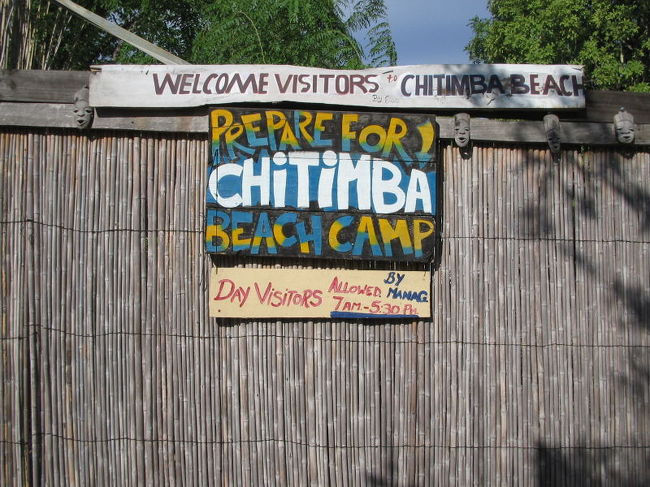 WELCOME VISITORS to CHITIMBA BEACH
PREPARE FOR
CHiTiMBA
BEACH CAMP
DAY VISITORS ALLOWED BY MANAG.
7AM.-5:30 PM.